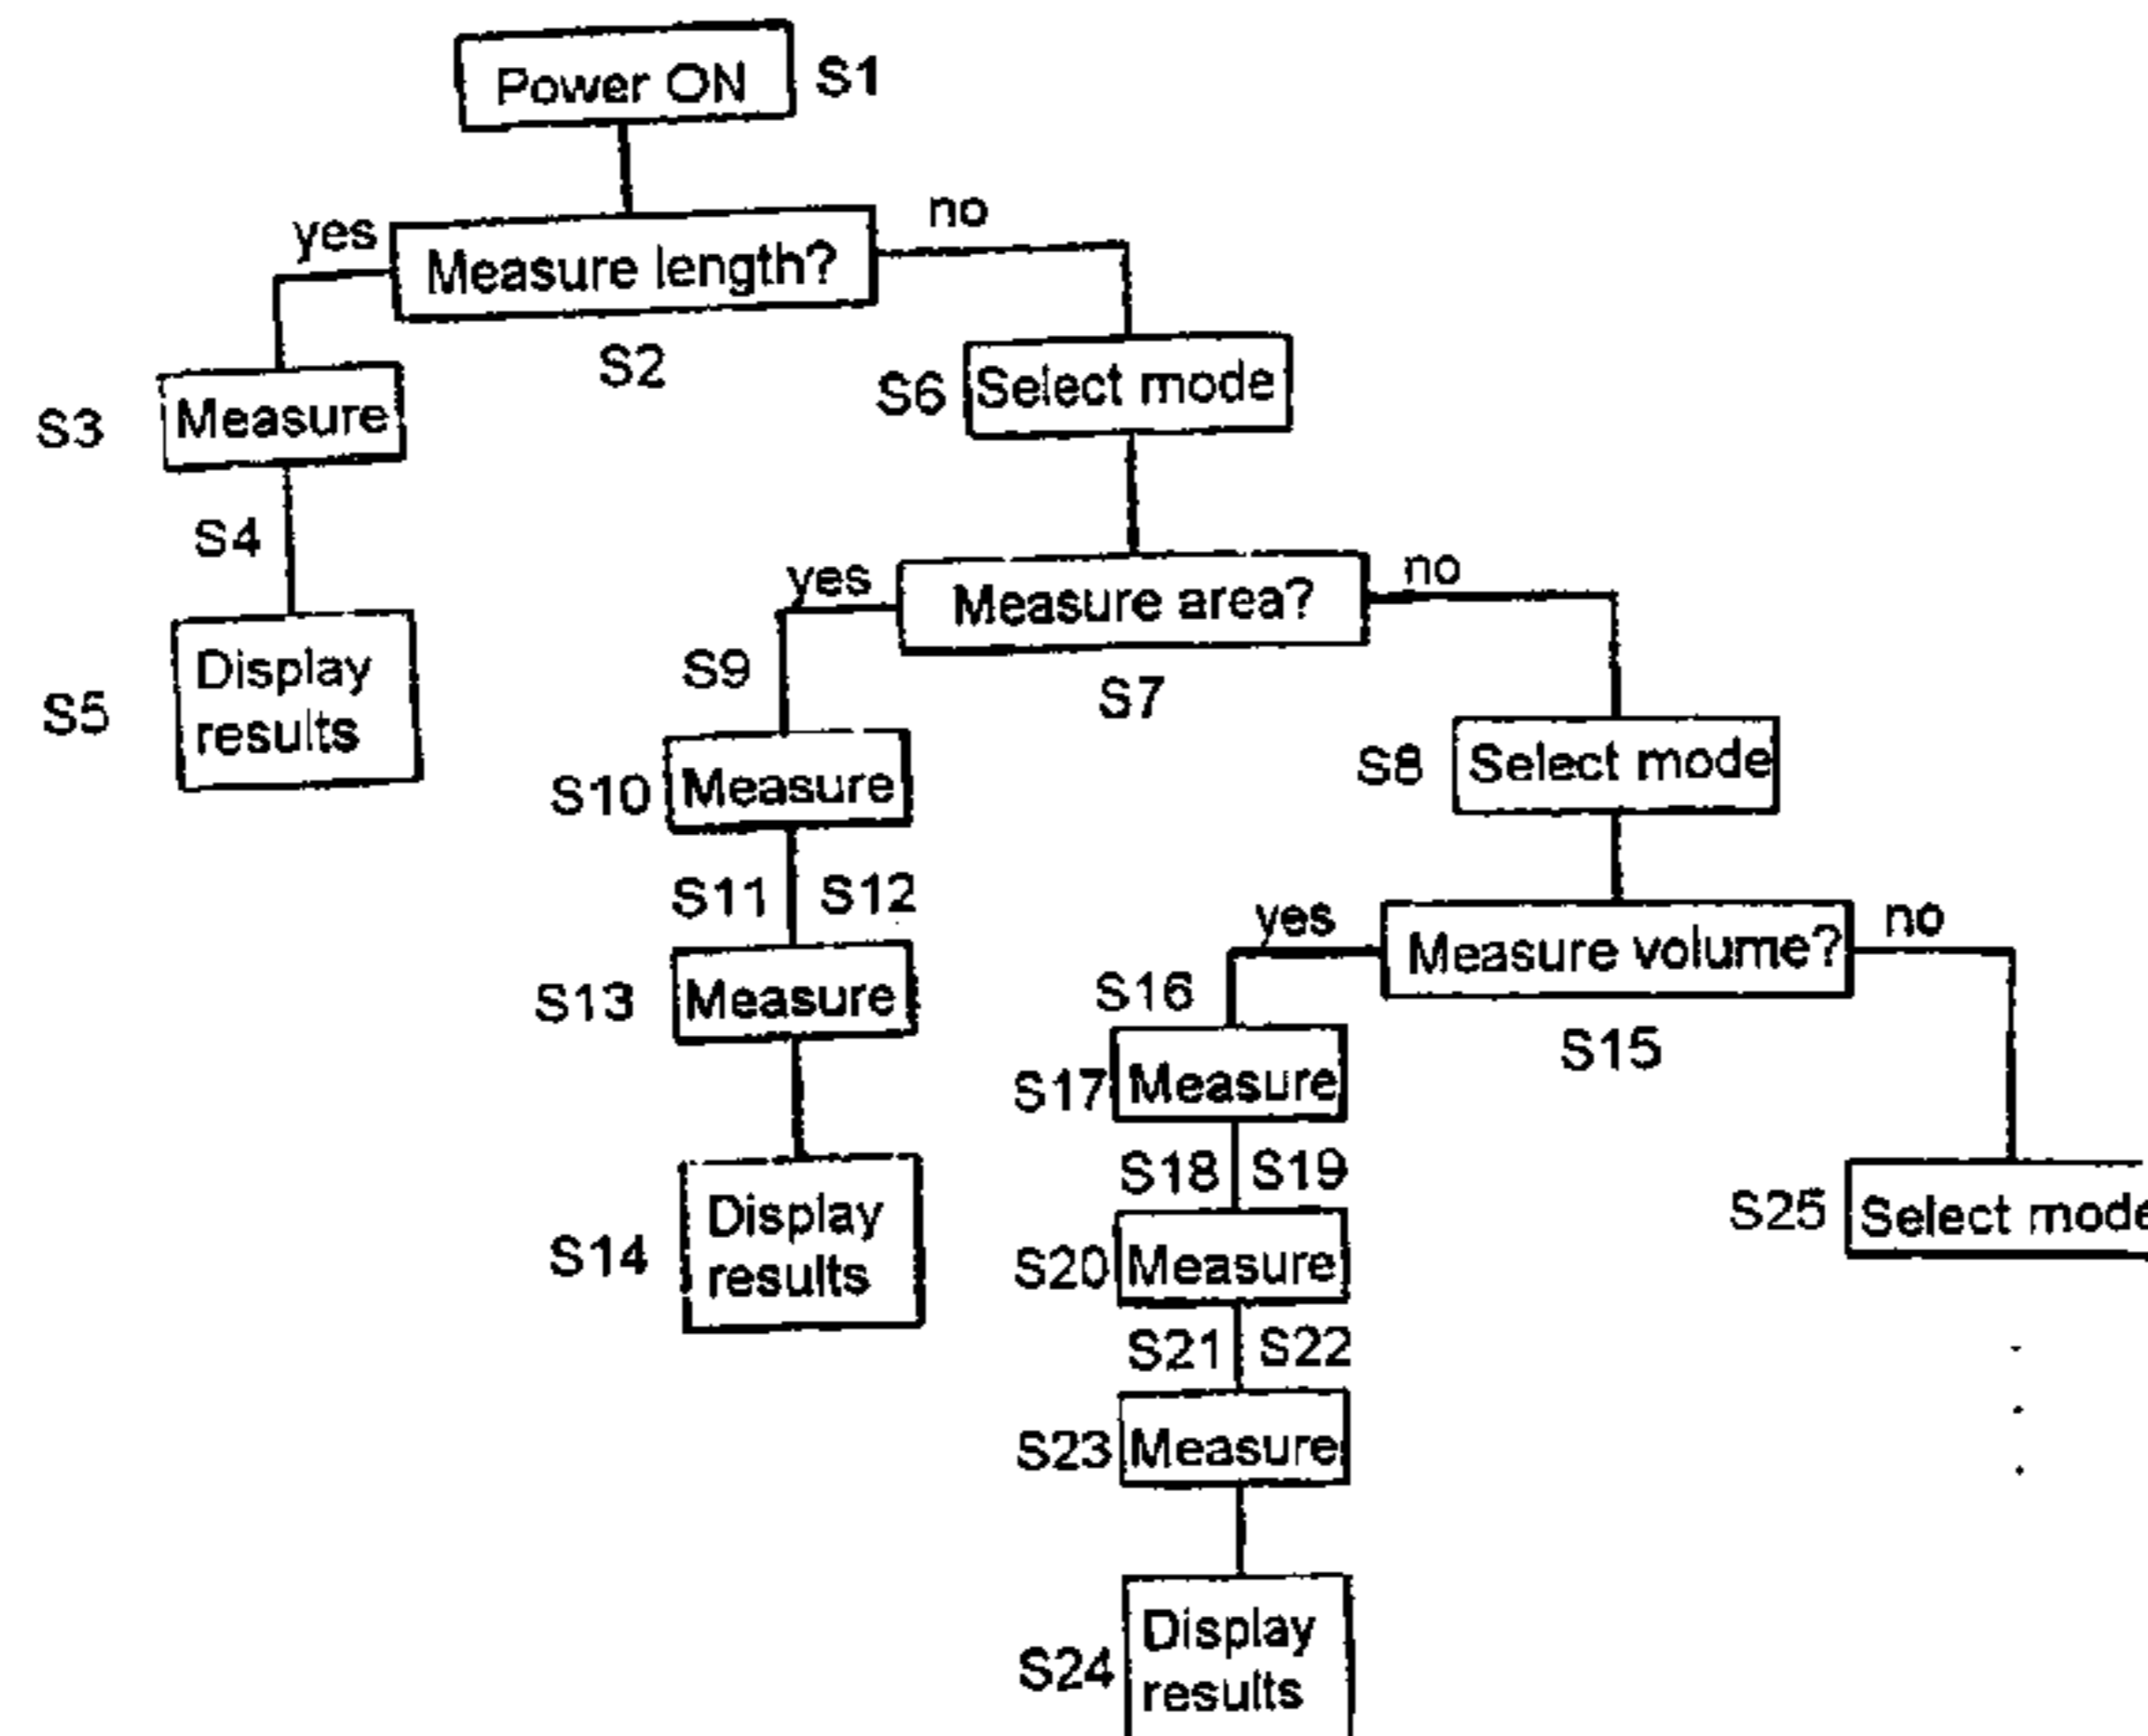 Power ON
S1
yes
Measure length?
no
S2
S3
Measure
S4
S5
Display
results
S6
Select mode
yes
Measure area?
no
S7
S9
S10
Measure
S11
S12
S13
Measure
S14
Display
results
S8
Select mode
yes
Measure volume?
no
S15
S16
S17
Measure
S18
S19
S20
Measure
S21
S22
S23
Measure
S24
Display
results
S25
Select mode